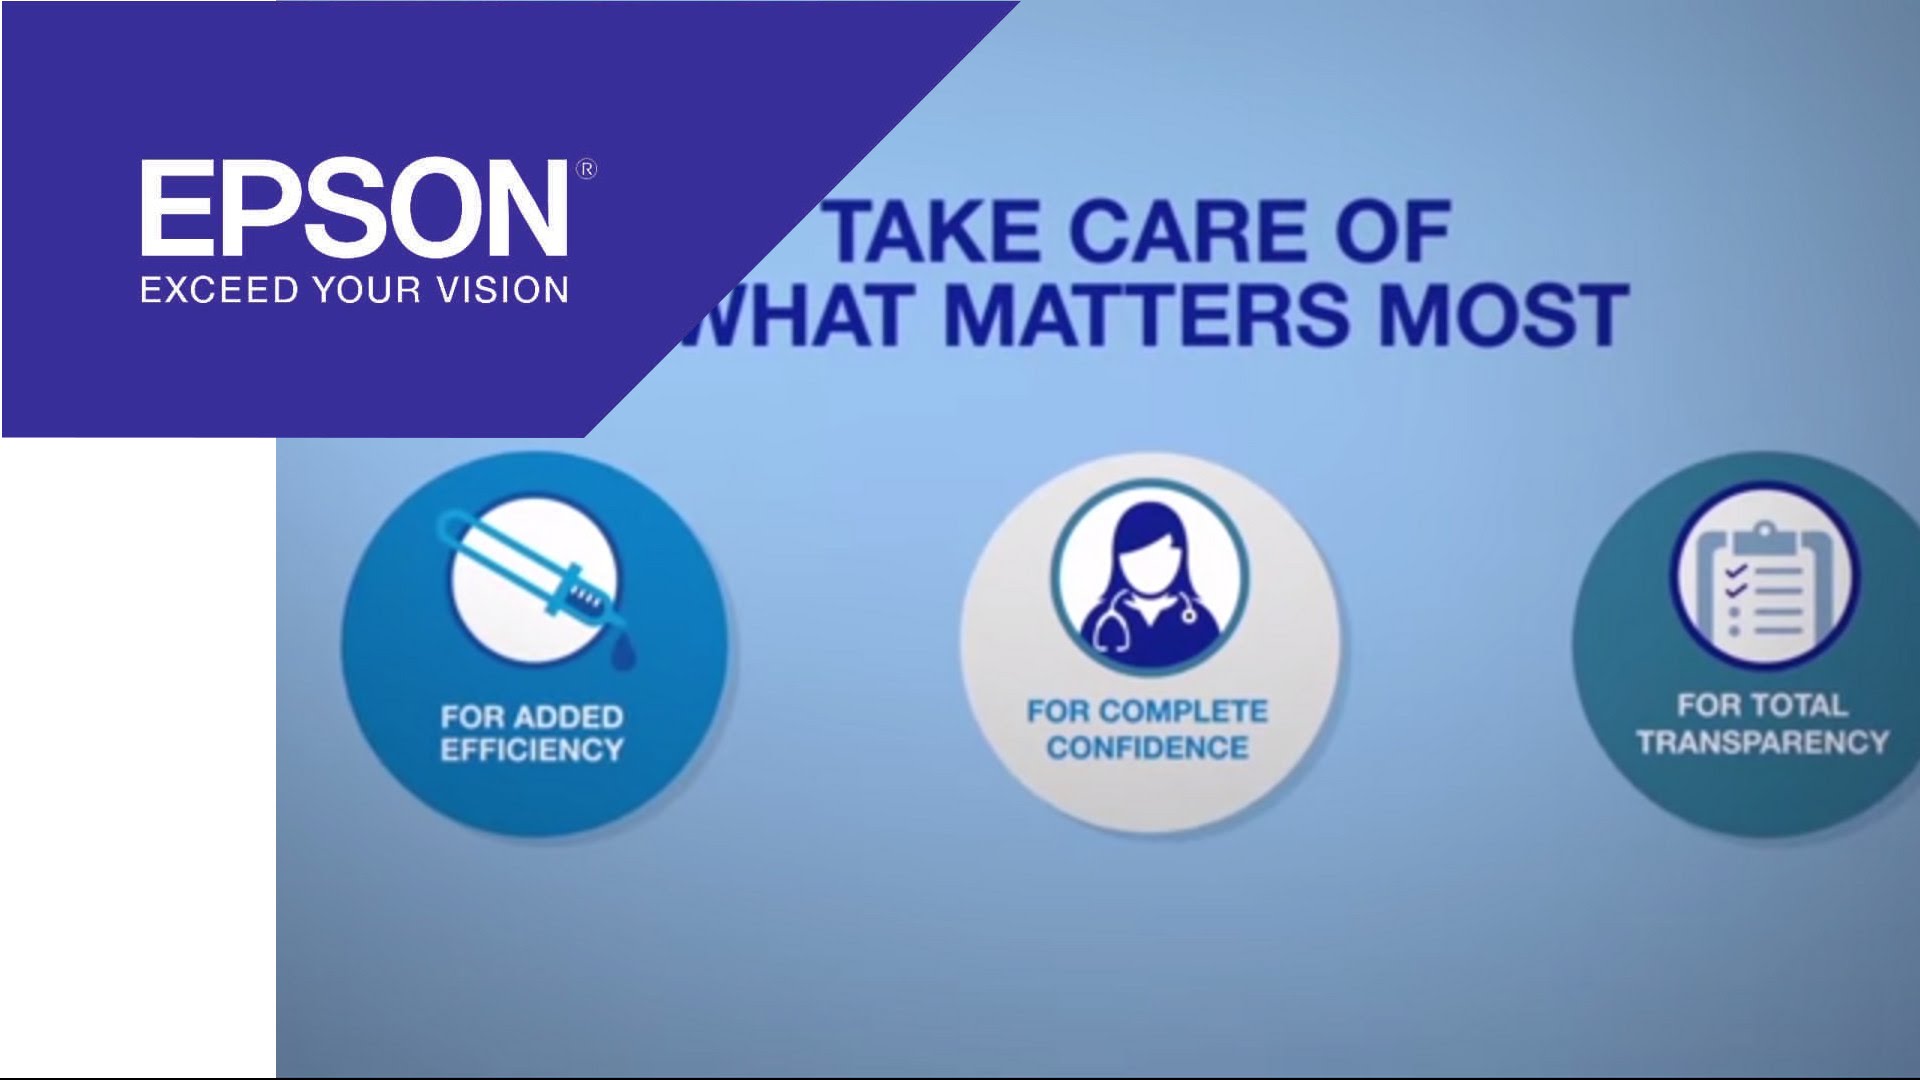 EPSON®
EXCEED YOUR VISION
TAKE CARE OF
WHAT MATTERS MOST
FOR ADDED
EFFICIENCY
FOR COMPLETE
CONFIDENCE
FOR TOTAL
TRANSPARENCY